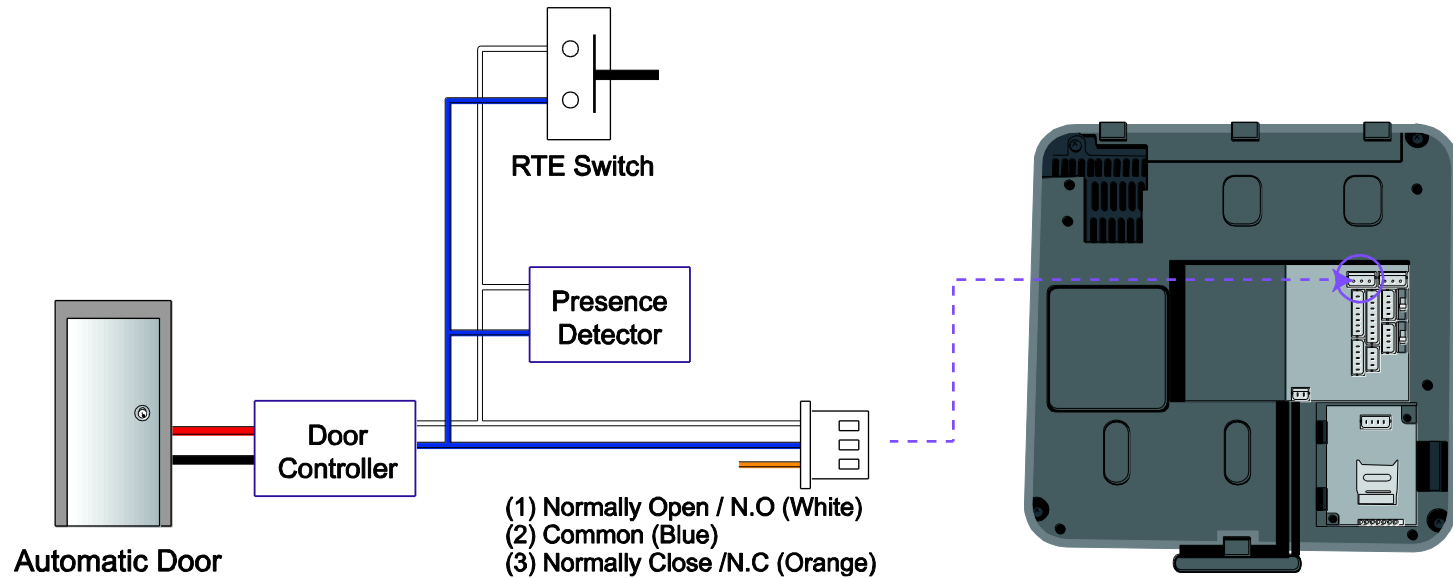 RTE Switch
Presence
Detector
Door
Controller
(1) Normally Open / N.O (White)
(2) Common (Blue)
(3) Normally Close /N.C (Orange)
Automatic Door